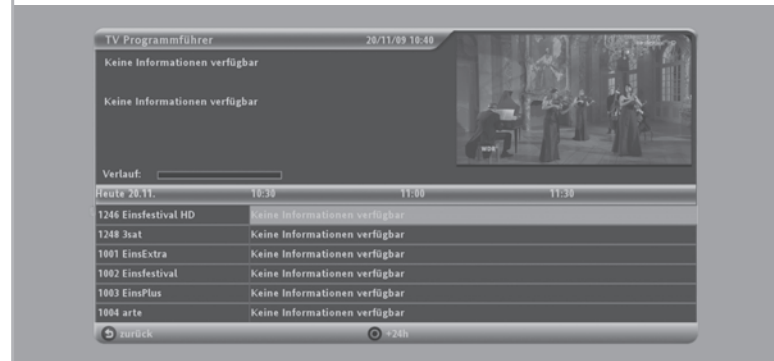 TV Programmführer 20/11/09 10:40
Keine Informationen verfügbar
Keine Informationen verfügbar
WDR
Verlauf:
Heute 20.11. 10:30 11:00 11:30
1246 Einsfestival HD Keine Informationen verfügbar
1248 3sat Keine Informationen verfügbar
1001 EinsExtra Keine Informationen verfügbar
1002 Einsfestival Keine Informationen verfügbar
1003 EinsPlus Keine Informationen verfügbar
1004 arte Keine Informationen verfügbar
zurück +24h